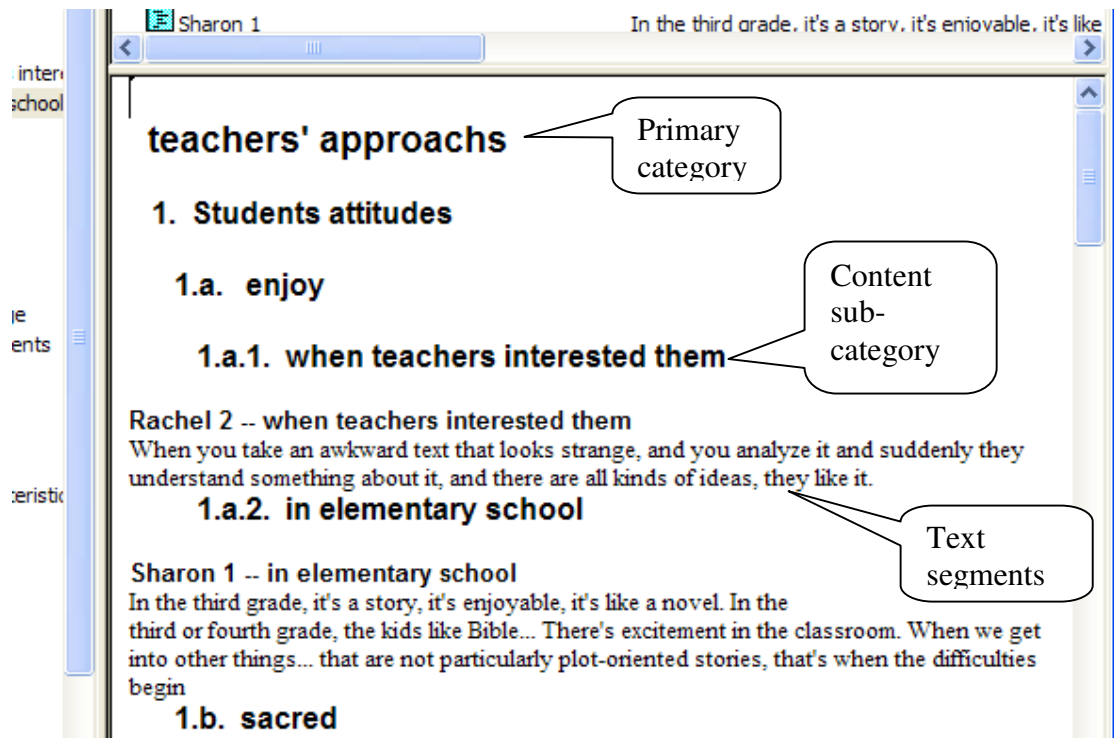 Sharon 1 In the third grade, it's a story, it's enjoyable, it's like
inter
school
teachers' approachs
Primary
category
1. Students attitudes
1.a. enjoy
Content
sub-
category
ge
ents
1.a.1. when teachers interested them
Rachel 2 -- when teachers interested them
When you take an awkward text that looks strange, and you analyze it and suddenly they
understand something about it, and there are all kinds of ideas, they like it.
teristic
1.a.2. in elementary school
Text
segments
Sharon 1 -- in elementary school
In the third grade, it's a story, it's enjoyable, it's like a novel. In the
third or fourth grade, the kids like Bible... There's excitement in the classroom. When we get
into other things... that are not particularly plot-oriented stories, that's when the difficulties
begin
1.b. sacred